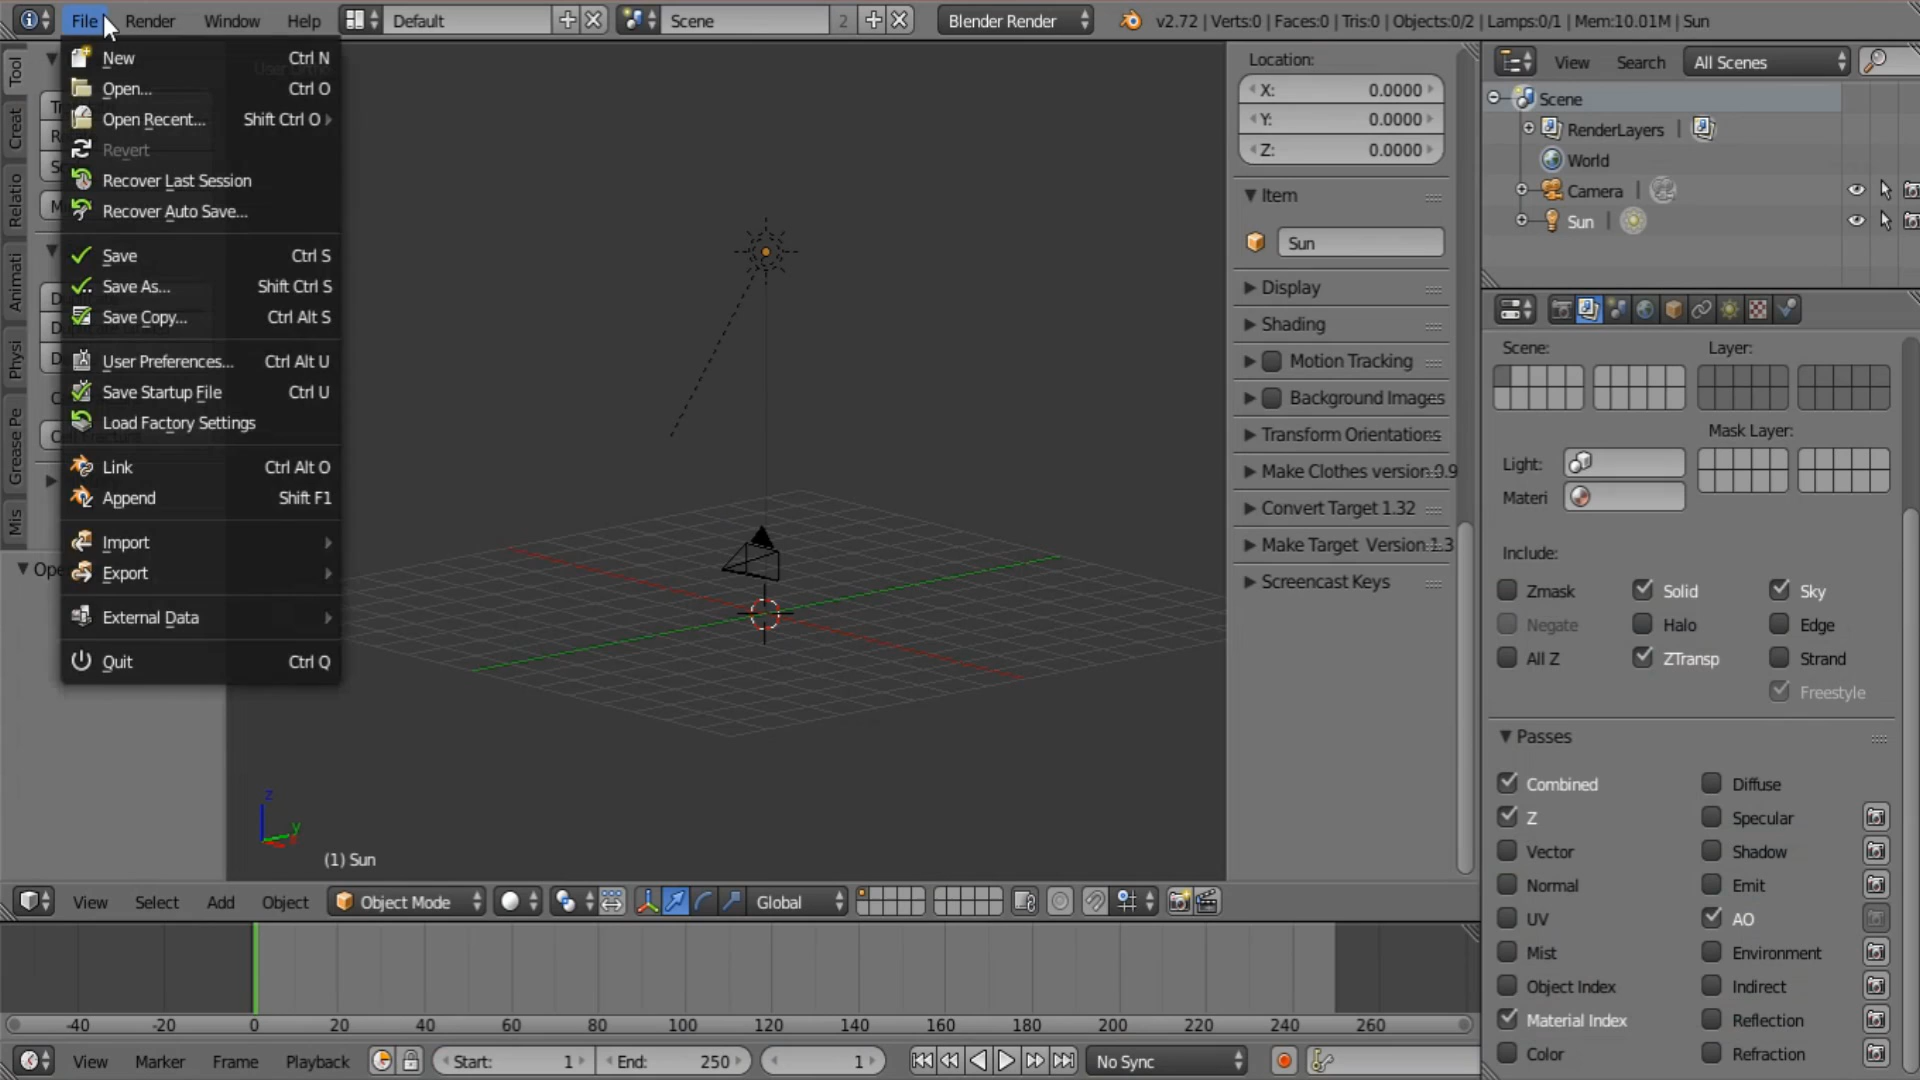 File Render Window Help Default Scene 2 Blender Render v2.72 | Verts:0 | Faces:0 | Tris:0 | Objects:0/2 | Lamps:0/1 | Mem:10.01M | Sun
New Ctrl N
Open... Ctrl O
Open Recent... Shift Ctrl O
Revert
Recover Last Session
Recover Auto Save...
Save Ctrl S
Save As... Shift Ctrl S
Save Copy... Ctrl Alt S
User Preferences... Ctrl Alt U
Save Startup File Ctrl U
Load Factory Settings
Link Ctrl Alt O
Append Shift F1
Import
Export
External Data
Quit Ctrl Q
Tool
Creat
Relatio
Animati
Physi
Grease Pe
Mis
z
y
(1) Sun
Location:
X: 0.0000
Y: 0.0000
Z: 0.0000
Item
Sun
Display
Shading
Motion Tracking
Background Images
Transform Orientations
Make Clothes version 0.9
Convert Target 1.32
Make Target Version 1.3
Screencast Keys
View Search All Scenes
Scene
RenderLayers |
World
Camera |
Sun |
Scene: Layer:
Mask Layer:
Light:
Materi
Include:
Zmask Solid Sky
Negate Halo Edge
All Z ZTransp Strand
Freestyle
Passes
Combined Diffuse
Z Specular
Vector Shadow
Normal Emit
UV AO
Mist Environment
Object Index Indirect
Material Index Reflection
Color Refraction
View Select Add Object Object Mode Global
-40 -20 0 20 40 60 80 100 120 140 160 180 200 220 240 260
View Marker Frame Playback Start: 1 End: 250 1 No Sync